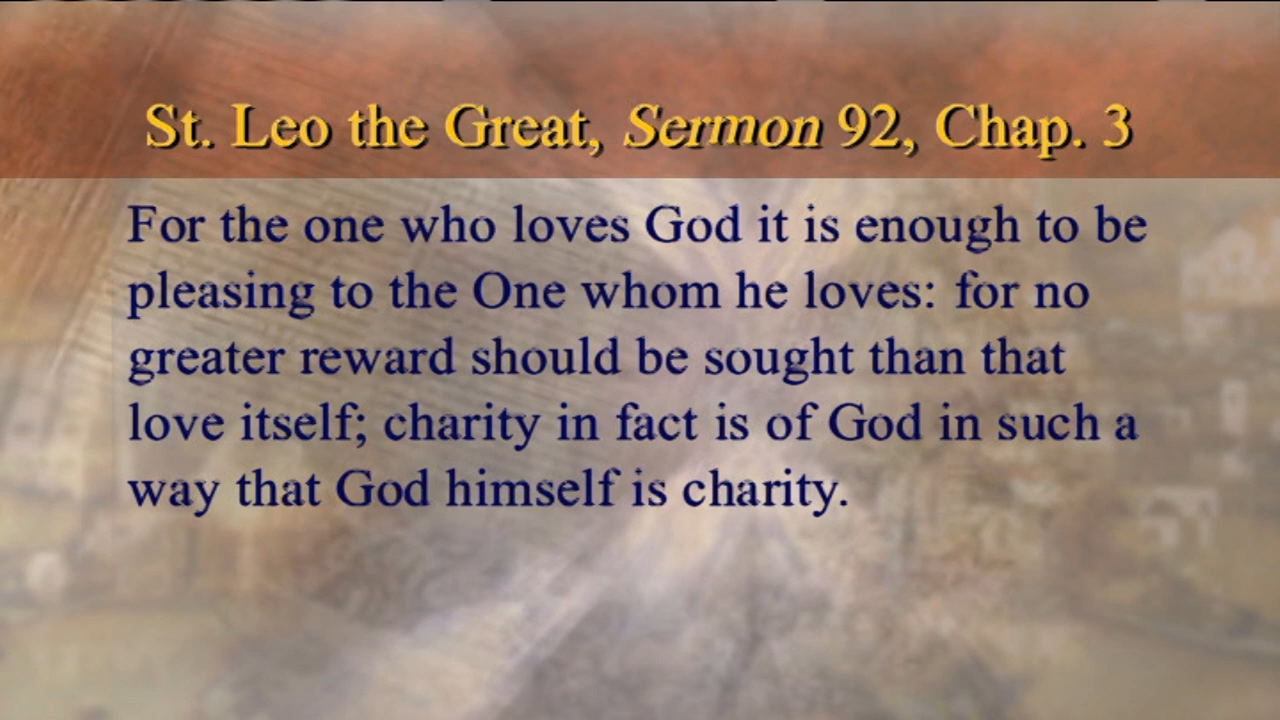 St. Leo the Great, Sermon 92, Chap. 3
For the one who loves God it is enough to be
pleasing to the One whom he loves: for no
greater reward should be sought than that
love itself; charity in fact is of God in such a
way that God himself is charity.